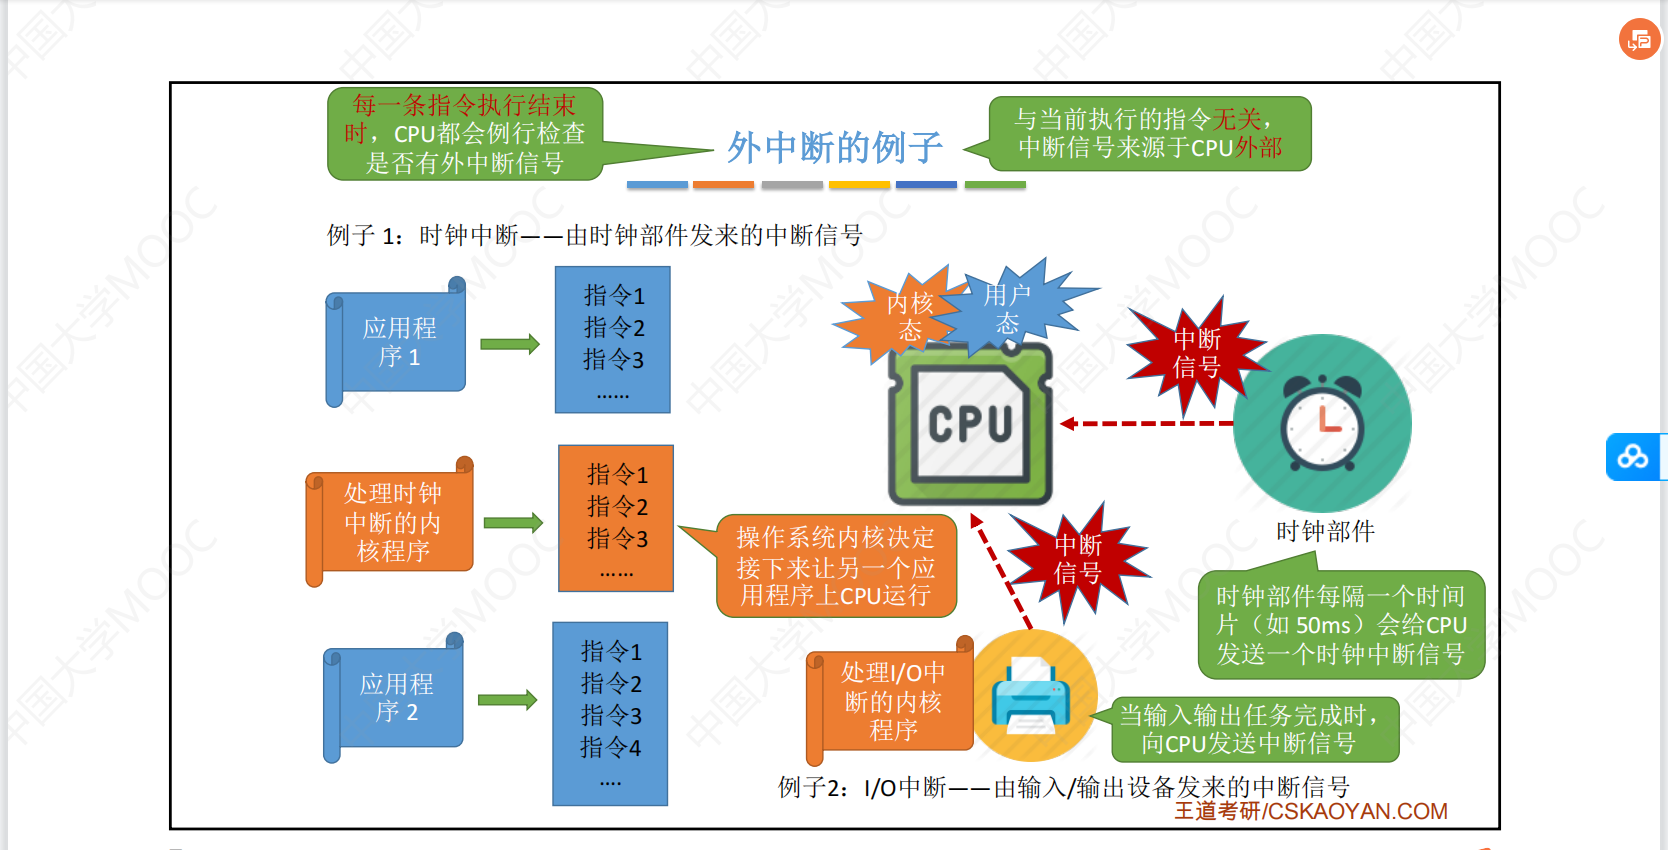 每一条指令执行结束
时，CPU都会例行检查
是否有外中断信号
外中断的例子
与当前执行的指令无关，
中断信号来源于CPU外部
例子 1：时钟中断——由时钟部件发来的中断信号
应用程
序 1
指令1
指令2
指令3
......
内核
态
用户
态
中断
信号
CPU
处理时钟
中断的内
核程序
指令1
指令2
指令3
......
操作系统内核决定
接下来让另一个应
用程序上CPU运行
中断
信号
时钟部件
时钟部件每隔一个时间
片（如 50ms）会给CPU
发送一个时钟中断信号
应用程
序 2
指令1
指令2
指令3
指令4
....
处理I/O中
断的内核
程序
当输入输出任务完成时，
向CPU发送中断信号
例子2：I/O中断——由输入/输出设备发来的中断信号
王道考研/CSKAOYAN.COM
中国大学MOOC